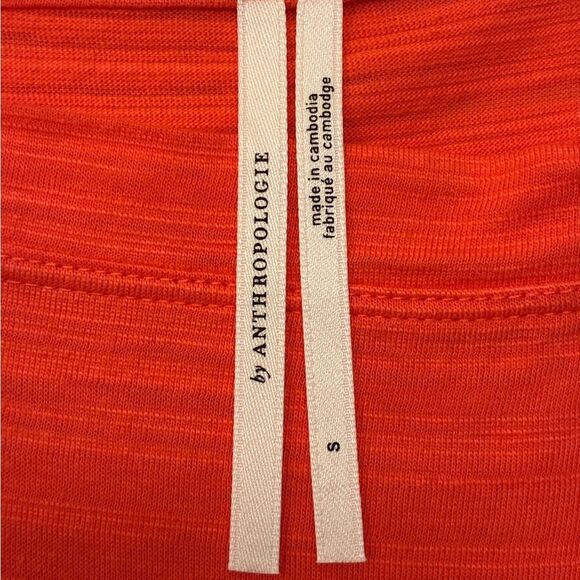 by ANTHROPOLOGIE
made in cambodia
fabriqué au cambodge
S